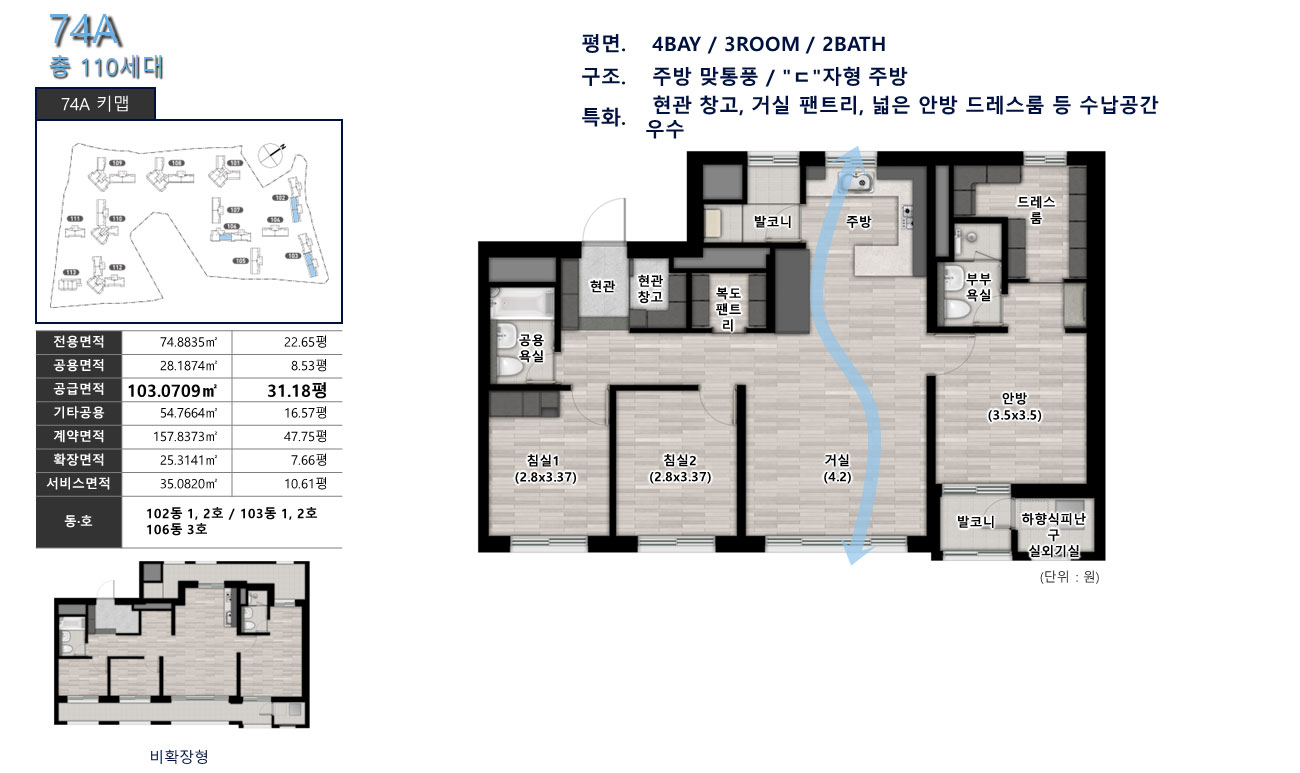 74A
총 110세대
74A 키맵
109
108
101
102
107
111
110
106
104
103
105
113
112
N
전용면적 74.8835㎡ 22.65평
공용면적 28.1874㎡ 8.53평
공급면적 103.0709㎡ 31.18평
기타공용 54.7664㎡ 16.57평
계약면적 157.8373㎡ 47.75평
확장면적 25.3141㎡ 7.66평
서비스면적 35.0820㎡ 10.61평
동·호 102동 1, 2호 / 103동 1, 2호
106동 3호
비확장형
평면. 4BAY / 3ROOM / 2BATH
구조. 주방 맞통풍 / "ㄷ"자형 주방
특화. 현관 창고, 거실 팬트리, 넓은 안방 드레스룸 등 수납공간
우수
발코니
주방
드레스
룸
현관
현관
창고
복도
팬트
리
부부
욕실
공용
욕실
안방
(3.5x3.5)
침실1
(2.8x3.37)
침실2
(2.8x3.37)
거실
(4.2)
발코니
하향식피난
구
실외기실
(단위 : 원)